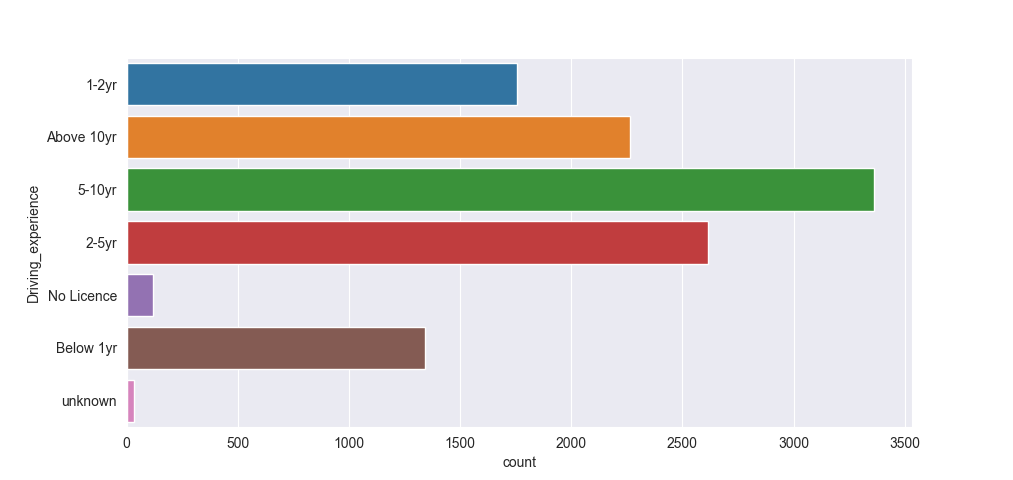 Driving_experience
1-2yr
Above 10yr
5-10yr
2-5yr
No Licence
Below 1yr
unknown
0 500 1000 1500 2000 2500 3000 3500
count